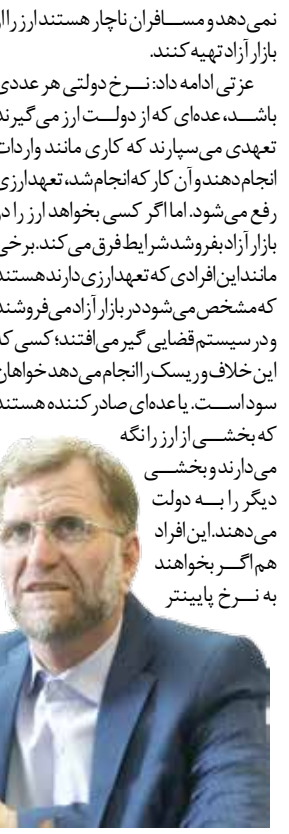 نمی‌دهد و مسافران ناچار هستند ارز را از
بازار آزاد تهیه کنند.
عزتی ادامه داد: نرخ دولتی هر عددی
باشد، عده‌ای که از دولت ارز می‌گیرند
تعهدی می‌سپارند که کاری مانند واردات
انجام دهند و آن کار که انجام شد، تعهد ارزی
رفع می‌شود. اما اگر کسی بخواهد ارز را در
بازار آزاد بفروشد شرایط فرق می‌کند. برخی
مانند این افرادی که تعهد ارزی دارند هستند
که مشخص می‌شود در بازار آزاد می‌فروشند
و در سیستم قضایی گیر می‌افتند؛ کسی که
این خلاف و ریسک را انجام می‌دهد خواهان
سود است. یا عده‌ای صادر کننده هستند
که بخشی از ارز را نگه
می‌دارند و بخشی
دیگر را به دولت
می‌دهند. این افراد
هم اگر بخواهند
به نرخ پایینتر